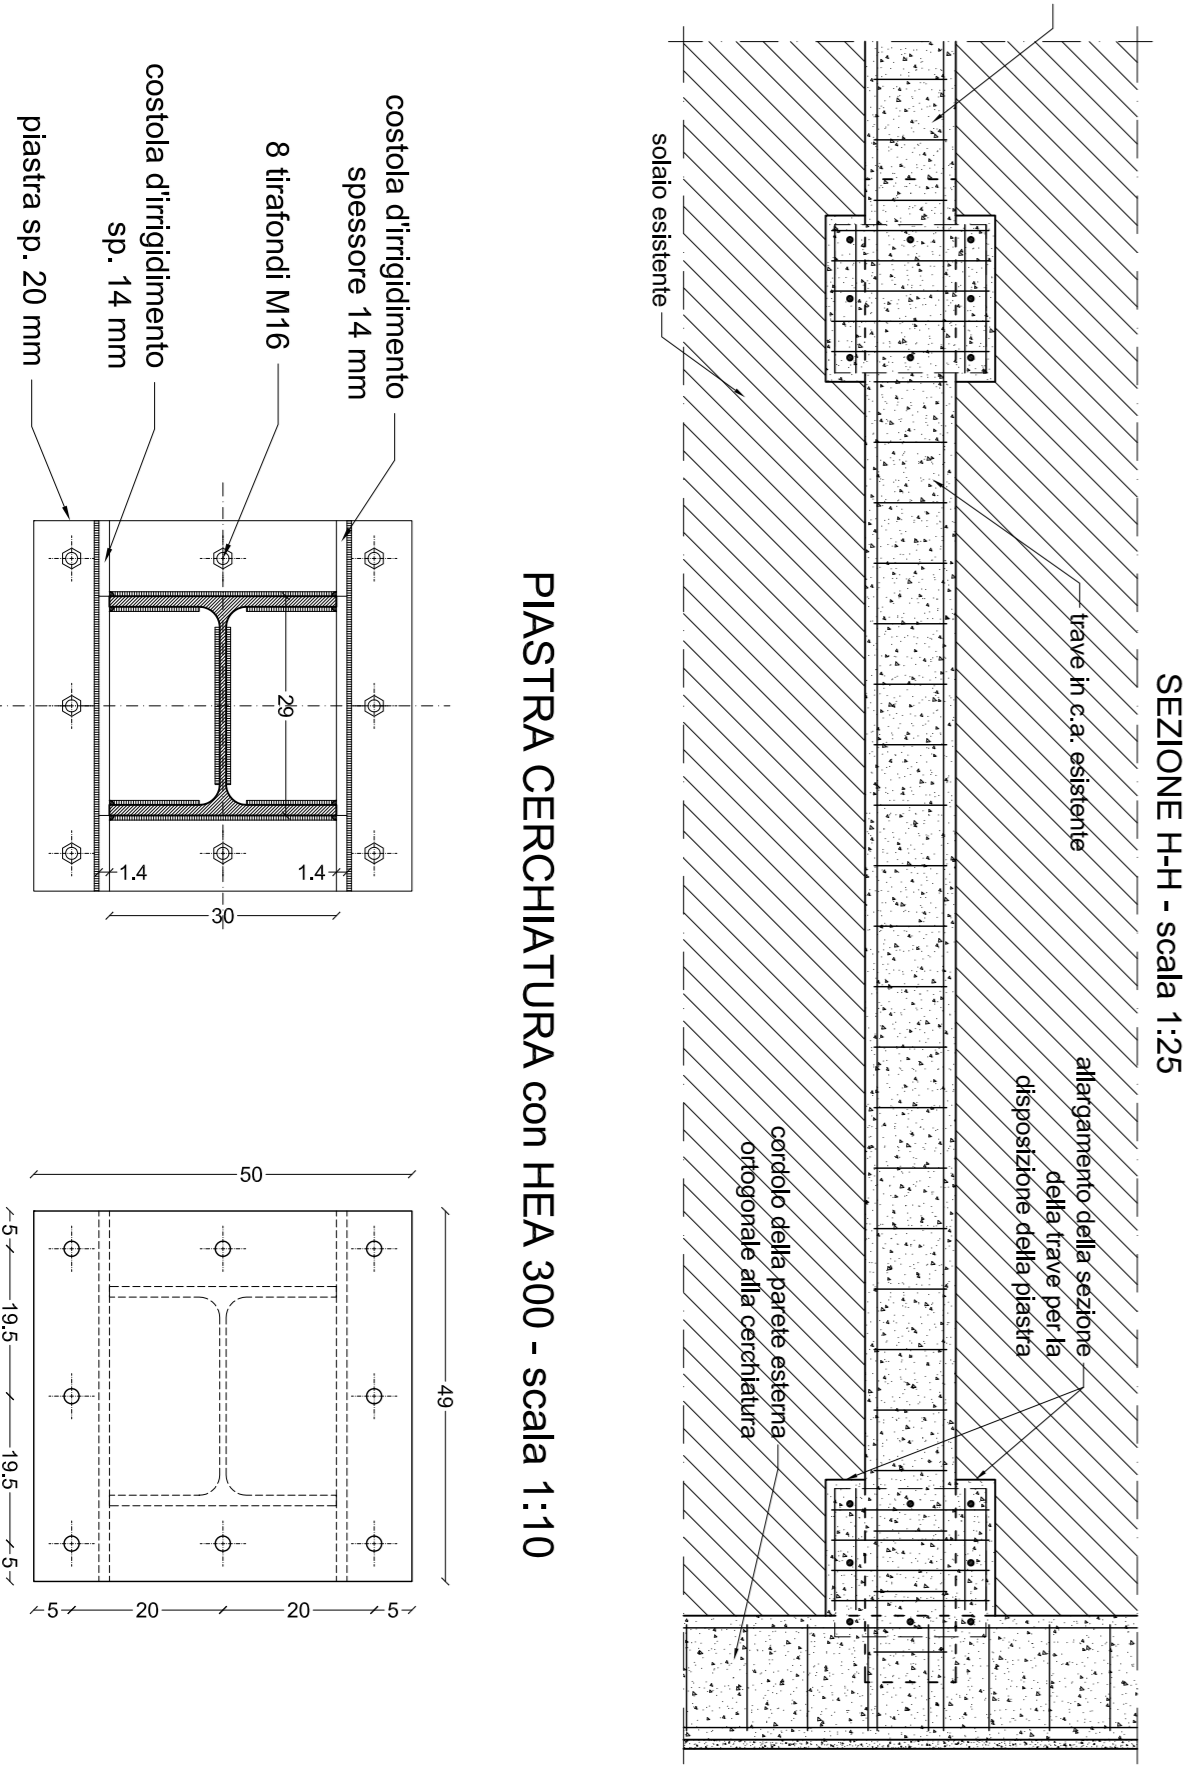 SEZIONE H-H - scala 1:25
solaio esistente
trave in c.a. esistente
allargamento della sezione
della trave per la
disposizione della piastra
cordolo della parete esterna
ortogonale alla cerchiatura
PIASTRA CERCHIATURA con HEA 300 - scala 1:10
costola d'irrigidimento
spessore 14 mm
8 tirafondi M16
costola d'irrigidimento
sp. 14 mm
piastra sp. 20 mm
29
1.4
1.4
30
50
49
5
19.5
19.5
5
5
20
20
5